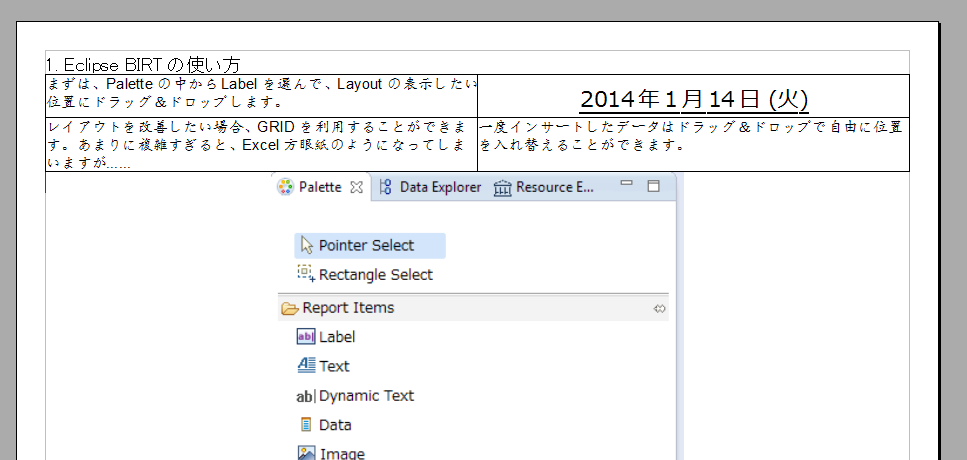 1. Eclipse BIRT の使い方
まずは、Palette の中から Label を選んで、Layout の表示したい
位置にドラッグ＆ドロップします。
2014 年 1 月 14 日 (火)
レイアウトを改善したい場合、GRID を利用することができま
す。あまりに複雑すぎると、Excel 方眼紙のようになってしま
いますが......
一度インサートしたデータはドラッグ＆ドロップで自由に位置
を入れ替えることができます。
Palette
Data Explorer
Resource E...
Pointer Select
Rectangle Select
Report Items
ab| Label
Text
ab| Dynamic Text
Data
Image